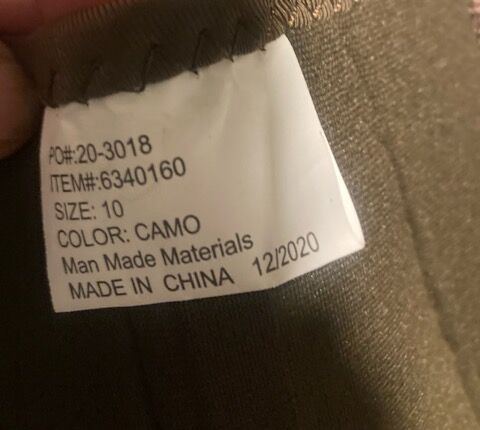 PO#:20-3018
ITEM#:6340160
SIZE: 10
COLOR: CAMO
Man Made Materials
MADE IN CHINA 12/2020